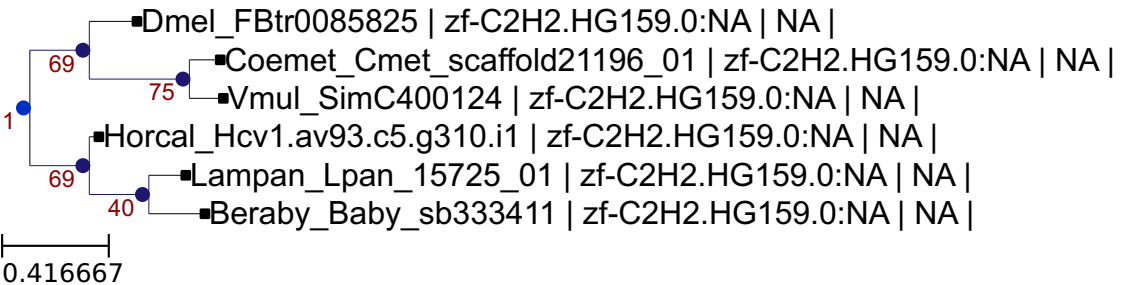 Dmel_FBtr0085825 | zf-C2H2.HG159.0:NA | NA |
69
Coemet_Cmet_scaffold21196_01 | zf-C2H2.HG159.0:NA | NA |
75
Vmul_SimC400124 | zf-C2H2.HG159.0:NA | NA |
1
Horcal_Hcv1.av93.c5.g310.i1 | zf-C2H2.HG159.0:NA | NA |
69
Lampan_Lpan_15725_01 | zf-C2H2.HG159.0:NA | NA |
40
Beraby_Baby_sb333411 | zf-C2H2.HG159.0:NA | NA |
0.416667